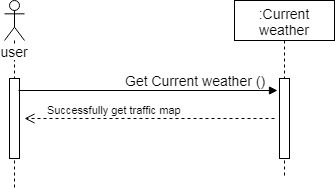 :Current
weather
user
Get Current weather ()
Successfully get traffic map